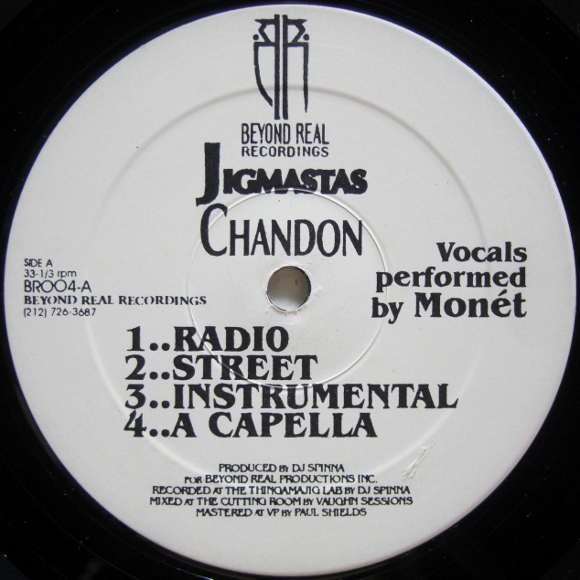 BEYOND REAL
RECORDINGS
JIGMASTAS
CHANDON
Vocals
performed
by Monét
SIDE A
33-1/3 rpm
BR004-A
BEYOND REAL RECORDINGS
(212) 726-3687
1..RADIO
2..STREET
3..INSTRUMENTAL
4..A CAPELLA
PRODUCED BY DJ SPINNA
FOR BEYOND REAL PRODUCTIONS INC.
RECORDED AT THE THINGAMAJIG LAB BY DJ SPINNA
MIXED AT THE CUTTING ROOM BY VAUGHN SESSIONS
MASTERED AT VP BY PAUL SHIELDS